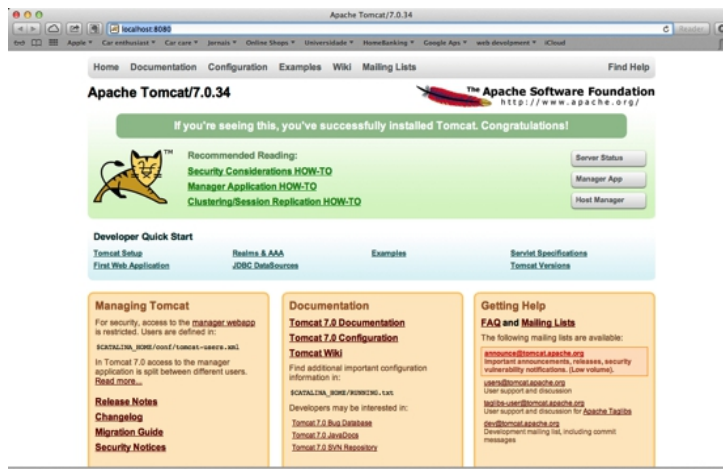 Apache Tomcat/7.0.34
localhost:8080
Reader
Apple Car enthusiast Car care Jornais Online Shops Universidade HomeBanking Google Aps web devolpment iCloud
Home Documentation Configuration Examples Wiki Mailing Lists Find Help
Apache Tomcat/7.0.34
The Apache Software Foundation
http://www.apache.org/
If you're seeing this, you've successfully installed Tomcat. Congratulations!
TM
Recommended Reading:
Security Considerations HOW-TO
Manager Application HOW-TO
Clustering/Session Replication HOW-TO
Server Status
Manager App
Host Manager
Developer Quick Start
Tomcat Setup Realms & AAA Examples Servlet Specifications
First Web Application JDBC DataSources Tomcat Versions
Managing Tomcat
For security, access to the manager webapp
is restricted. Users are defined in:
$CATALINA_HOME/conf/tomcat-users.xml
In Tomcat 7.0 access to the manager
application is split between different users.
Read more...
Release Notes
Changelog
Migration Guide
Security Notices
Documentation
Tomcat 7.0 Documentation
Tomcat 7.0 Configuration
Tomcat Wiki
Find additional important configuration
information in:
$CATALINA_HOME/RUNNING.txt
Developers may be interested in:
Tomcat 7.0 Bug Database
Tomcat 7.0 JavaDocs
Tomcat 7.0 SVN Repository
Getting Help
FAQ and Mailing Lists
The following mailing lists are available:
announce@tomcat.apache.org
Important announcements, releases, security
vulnerability notifications. (Low volume).
users@tomcat.apache.org
User support and discussion
taglibs-user@tomcat.apache.org
User support and discussion for Apache Taglibs
dev@tomcat.apache.org
Development mailing list, including commit
messages